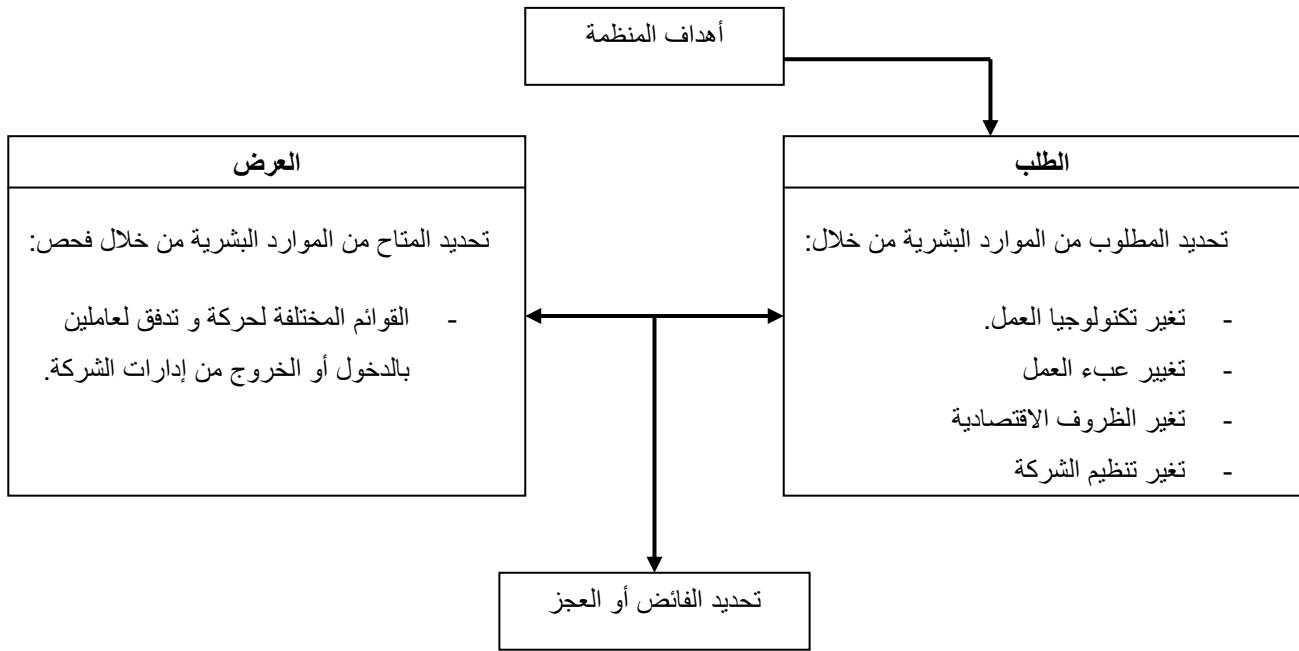 أهداف المنظمة
الطلب
تحديد المطلوب من الموارد البشرية من خلال:
- تغير تكنولوجيا العمل.
- تغيير عبء العمل
- تغير الظروف الاقتصادية
- تغير تنظيم الشركة
العرض
تحديد المتاح من الموارد البشرية من خلال فحص:
- القوائم المختلفة لحركة و تدفق لعاملين
بالدخول أو الخروج من إدارات الشركة.
تحديد الفائض أو العجز